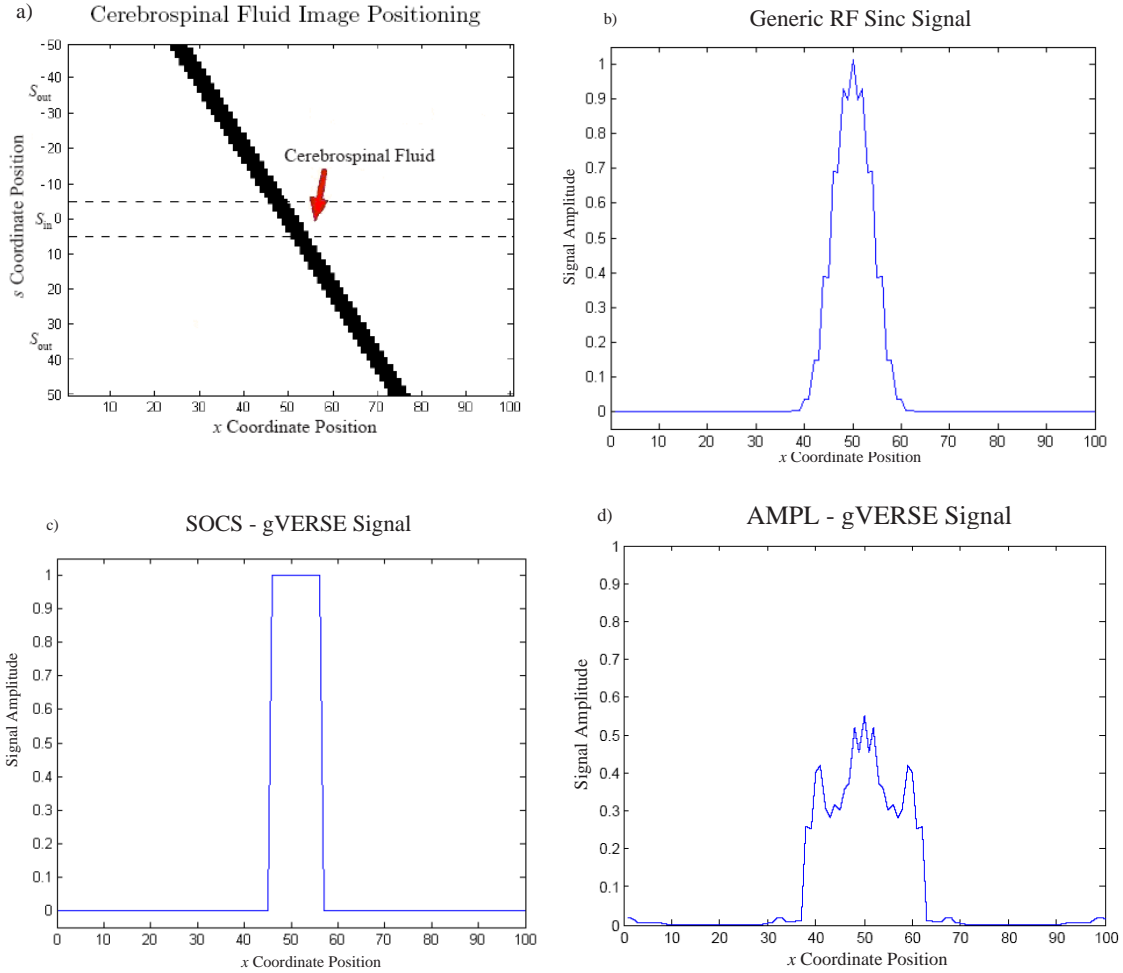 a)
Cerebrospinal Fluid Image Positioning
-50
-40
S out
-30
-20
-10
S in
0
10
20
30
S out
40
50
s Coordinate Position
Cerebrospinal Fluid
10 20 30 40 50 60 70 80 90 100
x Coordinate Position
b)
Generic RF Sinc Signal
1
0.9
0.8
0.7
0.6
0.5
0.4
0.3
0.2
0.1
0
Signal Amplitude
0 10 20 30 40 50 60 70 80 90 100
x Coordinate Position
c)
SOCS - gVERSE Signal
1
0.9
0.8
0.7
0.6
0.5
0.4
0.3
0.2
0.1
0
Signal Amplitude
0 10 20 30 40 50 60 70 80 90 100
x Coordinate Position
d)
AMPL - gVERSE Signal
1
0.9
0.8
0.7
0.6
0.5
0.4
0.3
0.2
0.1
0
Signal Amplitude
0 10 20 30 40 50 60 70 80 90 100
x Coordinate Position